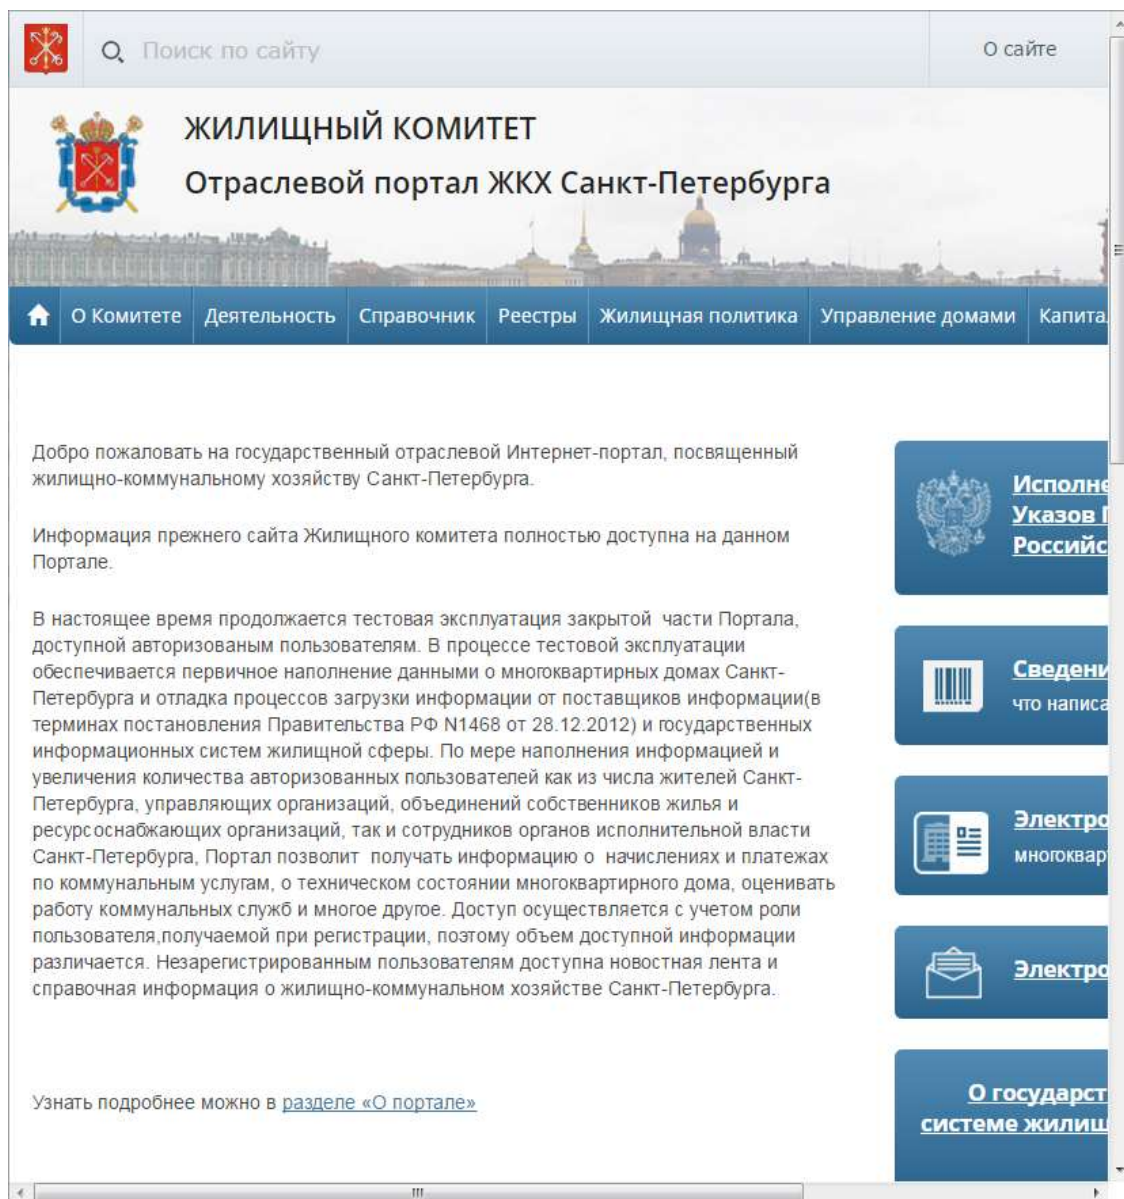 Поиск по сайту
О сайте
ЖИЛИЩНЫЙ КОМИТЕТ
Отраслевой портал ЖКХ Санкт-Петербурга
О Комитете Деятельность Справочник Реестры Жилищная политика Управление домами Капита
Добро пожаловать на государственный отраслевой Интернет-портал, посвященный
жилищно-коммунальному хозяйству Санкт-Петербурга.
Информация прежнего сайта Жилищного комитета полностью доступна на данном
Портале.
В настоящее время продолжается тестовая эксплуатация закрытой части Портала,
доступной авторизованым пользователям. В процессе тестовой эксплуатации
обеспечивается первичное наполнение данными о многоквартирных домах Санкт-
Петербурга и отладка процессов загрузки информации от поставщиков информации(в
терминах постановления Правительства РФ N1468 от 28.12.2012) и государственных
информационных систем жилищной сферы. По мере наполнения информацией и
увеличения количества авторизованных пользователей как из числа жителей Санкт-
Петербурга, управляющих организаций, объединений собственников жилья и
ресурсоснабжающих организаций, так и сотрудников органов исполнительной власти
Санкт-Петербурга, Портал позволит получать информацию о начислениях и платежах
по коммунальным услугам, о техническом состоянии многоквартирного дома, оценивать
работу коммунальных служб и многое другое. Доступ осуществляется с учетом роли
пользователя,получаемой при регистрации, поэтому объем доступной информации
различается. Незарегистрированным пользователям доступна новостная лента и
справочная информация о жилищно-коммунальном хозяйстве Санкт-Петербурга.
Узнать подробнее можно в разделе «О портале»
Исполне
Указов П
Российс
Сведени
что написа
Электро
многокварт
Электро
О государст
системе жилищ